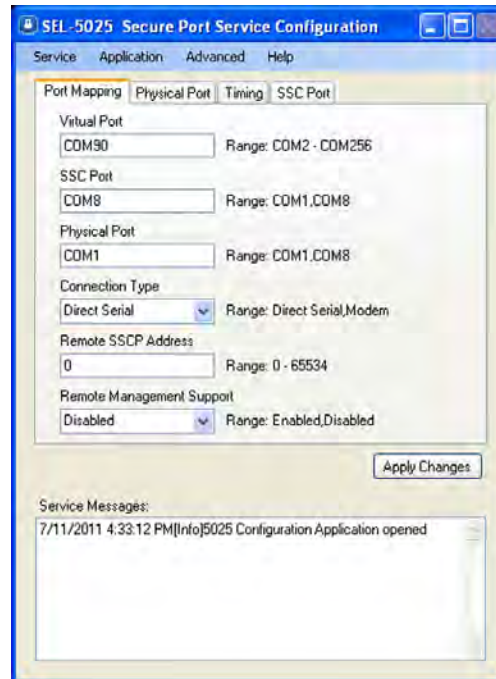 SEL-5025 Secure Port Service Configuration
Service Application Advanced Help
Port Mapping Physical Port Timing SSC Port
Virtual Port
COM90 Range: COM2 - COM256
SSC Port
COM8 Range: COM1,COM8
Physical Port
COM1 Range: COM1,COM8
Connection Type
Direct Serial Range: Direct Serial,Modem
Remote SSCP Address
0 Range: 0 - 65534
Remote Management Support
Disabled Range: Enabled,Disabled
Apply Changes
Service Messages:
7/11/2011 4:33:12 PM[Info]5025 Configuration Application opened